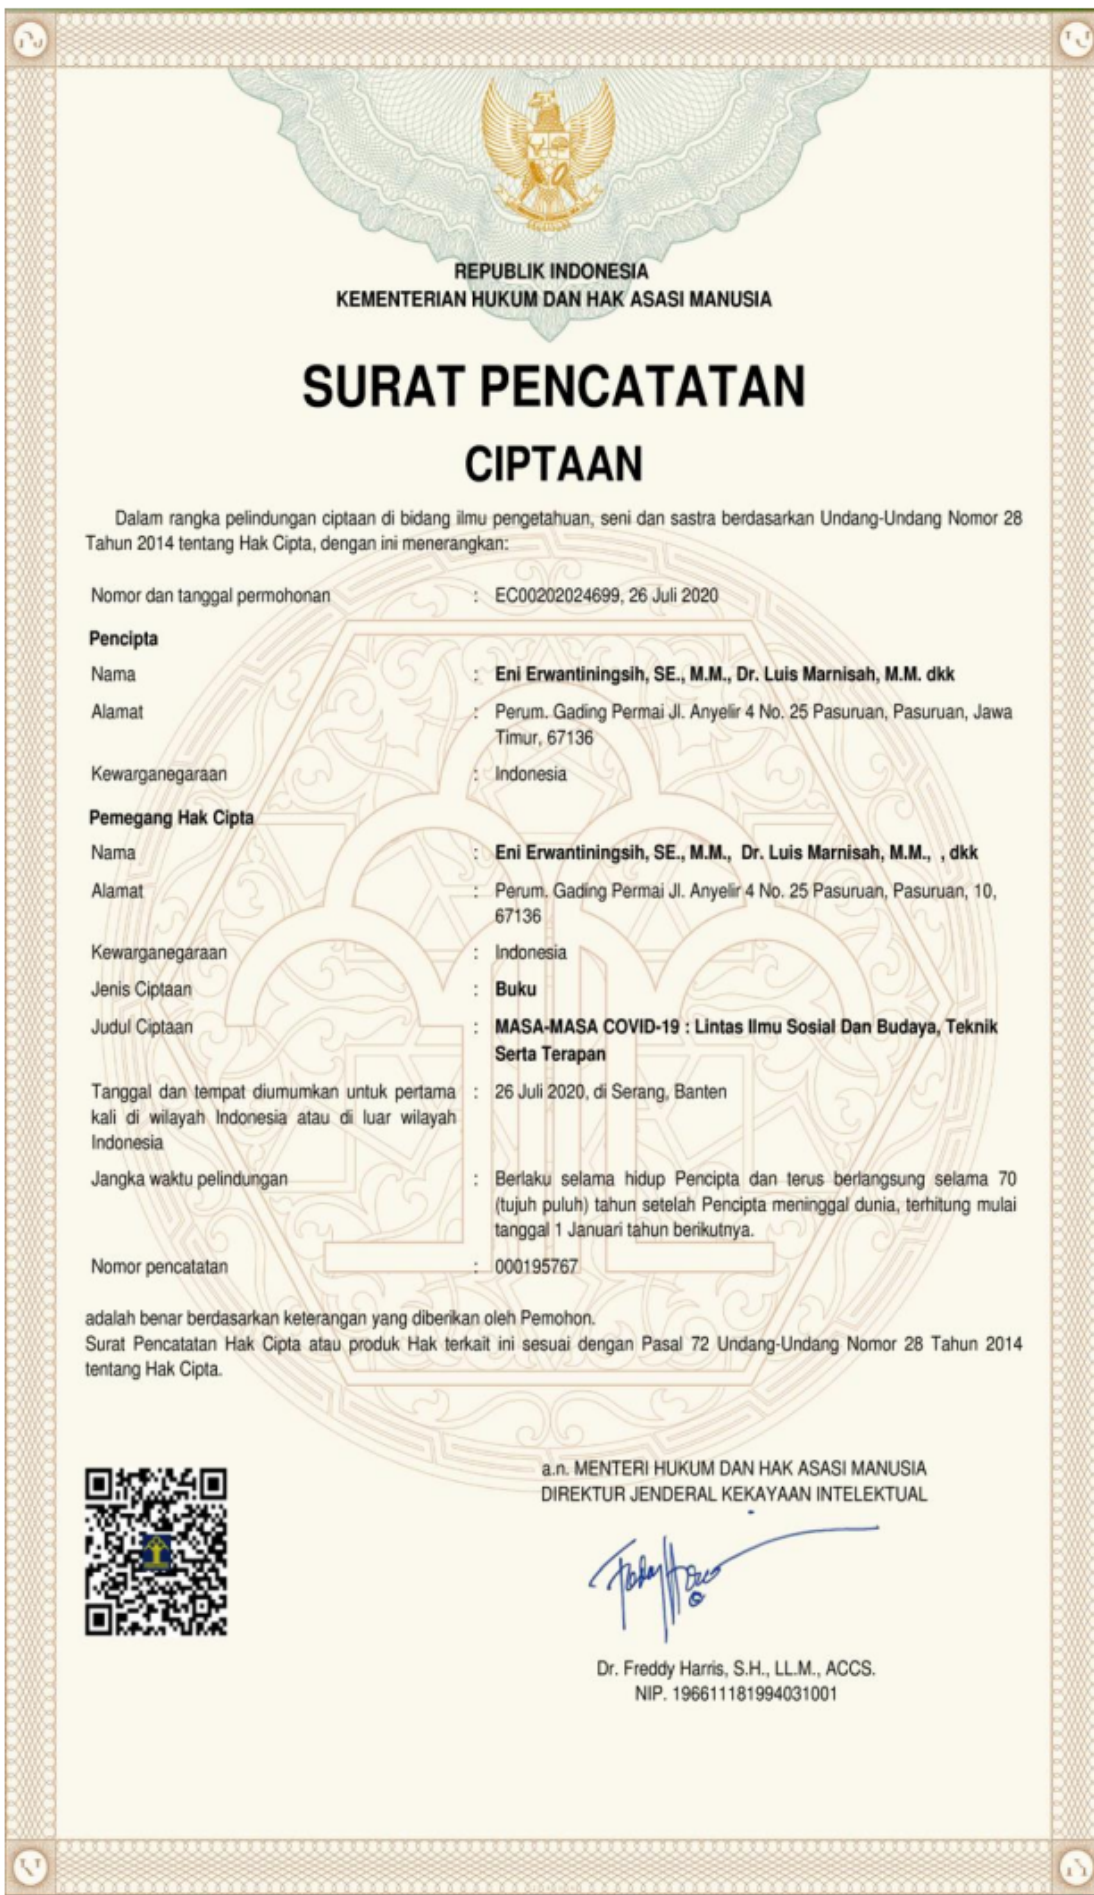 REPUBLIK INDONESIA
KEMENTERIAN HUKUM DAN HAK ASASI MANUSIA
SURAT PENCATATAN
CIPTAAN
Dalam rangka pelindungan ciptaan di bidang ilmu pengetahuan, seni dan sastra berdasarkan Undang-Undang Nomor 28
Tahun 2014 tentang Hak Cipta, dengan ini menerangkan:
Nomor dan tanggal permohonan : EC00202024699, 26 Juli 2020
Pencipta
Nama : Eni Erwantiningsih, SE., M.M., Dr. Luis Marnisah, M.M. dkk
Alamat : Perum. Gading Permai Jl. Anyelir 4 No. 25 Pasuruan, Pasuruan, Jawa
Timur, 67136
Kewarganegaraan : Indonesia
Pemegang Hak Cipta
Nama : Eni Erwantiningsih, SE., M.M., Dr. Luis Marnisah, M.M., , dkk
Alamat : Perum. Gading Permai Jl. Anyelir 4 No. 25 Pasuruan, Pasuruan, 10,
67136
Kewarganegaraan : Indonesia
Jenis Ciptaan : Buku
Judul Ciptaan : MASA-MASA COVID-19 : Lintas Ilmu Sosial Dan Budaya, Teknik
Serta Terapan
Tanggal dan tempat diumumkan untuk pertama : 26 Juli 2020, di Serang, Banten
kali di wilayah Indonesia atau di luar wilayah
Indonesia
Jangka waktu pelindungan : Berlaku selama hidup Pencipta dan terus berlangsung selama 70
(tujuh puluh) tahun setelah Pencipta meninggal dunia, terhitung mulai
tanggal 1 Januari tahun berikutnya.
Nomor pencatatan : 000195767
adalah benar berdasarkan keterangan yang diberikan oleh Pemohon.
Surat Pencatatan Hak Cipta atau produk Hak terkait ini sesuai dengan Pasal 72 Undang-Undang Nomor 28 Tahun 2014
tentang Hak Cipta.
a.n. MENTERI HUKUM DAN HAK ASASI MANUSIA
DIREKTUR JENDERAL KEKAYAAN INTELEKTUAL
Dr. Freddy Harris, S.H., LL.M., ACCS.
NIP. 196611181994031001